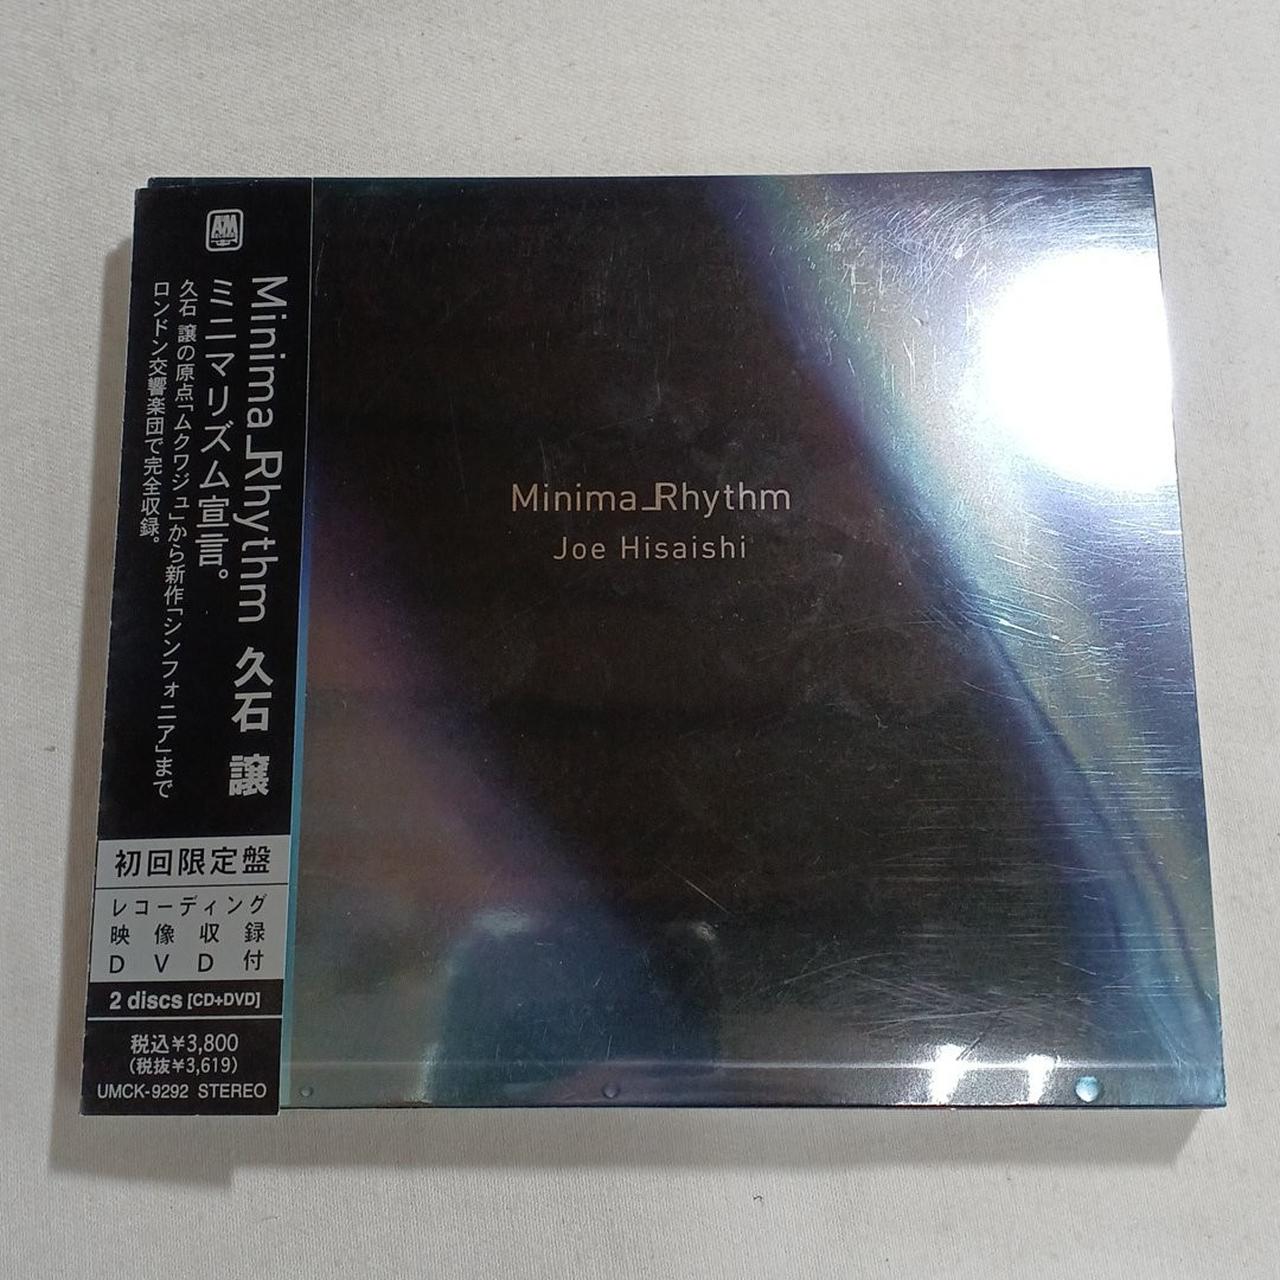 A&M
RECORDS
Minima_Rhythm 久石 譲
ミニマリズム宣言。
久石 譲の原点「ムクワジュ」から新作「シンフォニア」まで
ロンドン交響楽団で完全収録。
初回限定盤
レコーディング
映像収録
DVD付
2 discs [CD+DVD]
税込¥3,800
(税抜¥3,619)
UMCK-9292 STEREO
Minima_Rhythm
Joe Hisaishi